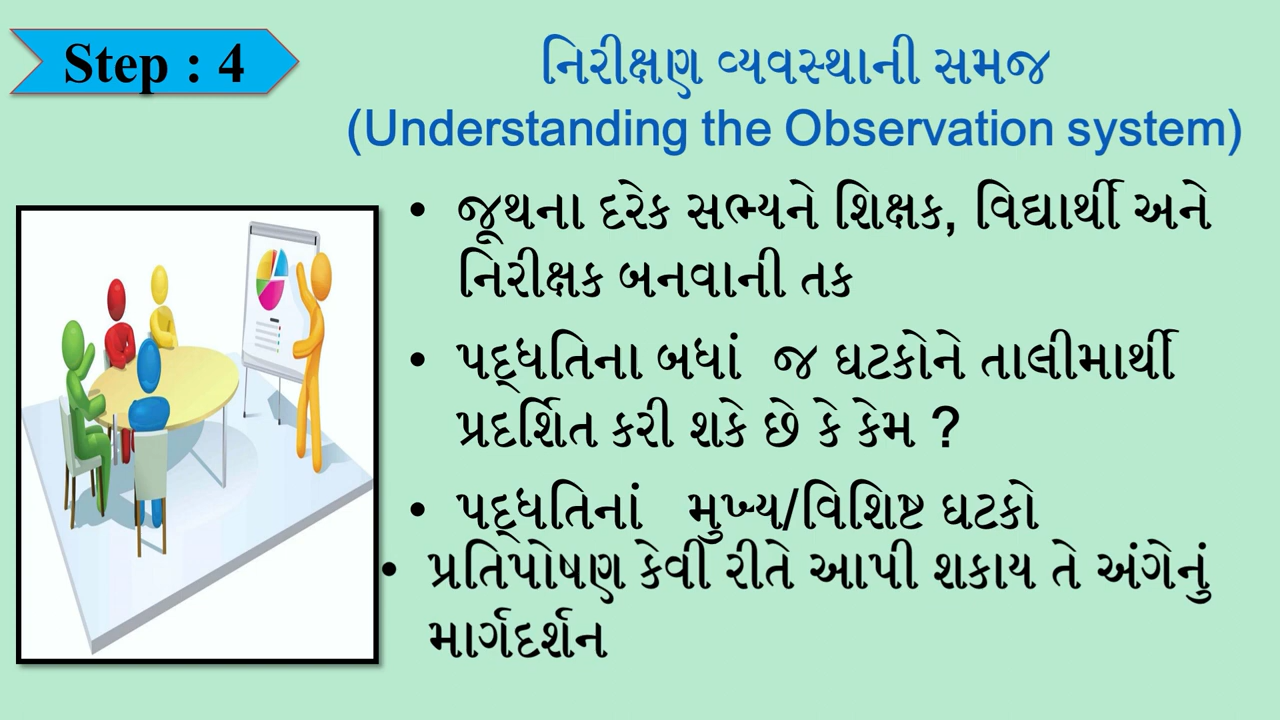 Step : 4
નિરીક્ષણ વ્યવસ્થાની સમજ
(Understanding the Observation system)
• જૂથના દરેક સભ્યને શિક્ષક, વિદ્યાર્થી અને
નિરીક્ષક બનવાની તક
• પદ્ધતિના બધાં જ ઘટકોને તાલીમાર્થી
પ્રદર્શિત કરી શકે છે કે કેમ ?
• પદ્ધતિનાં મુખ્ય/વિશિષ્ટ ઘટકો
• પ્રતિપોષણ કેવી રીતે આપી શકાય તે અંગેનું
માર્ગદર્શન